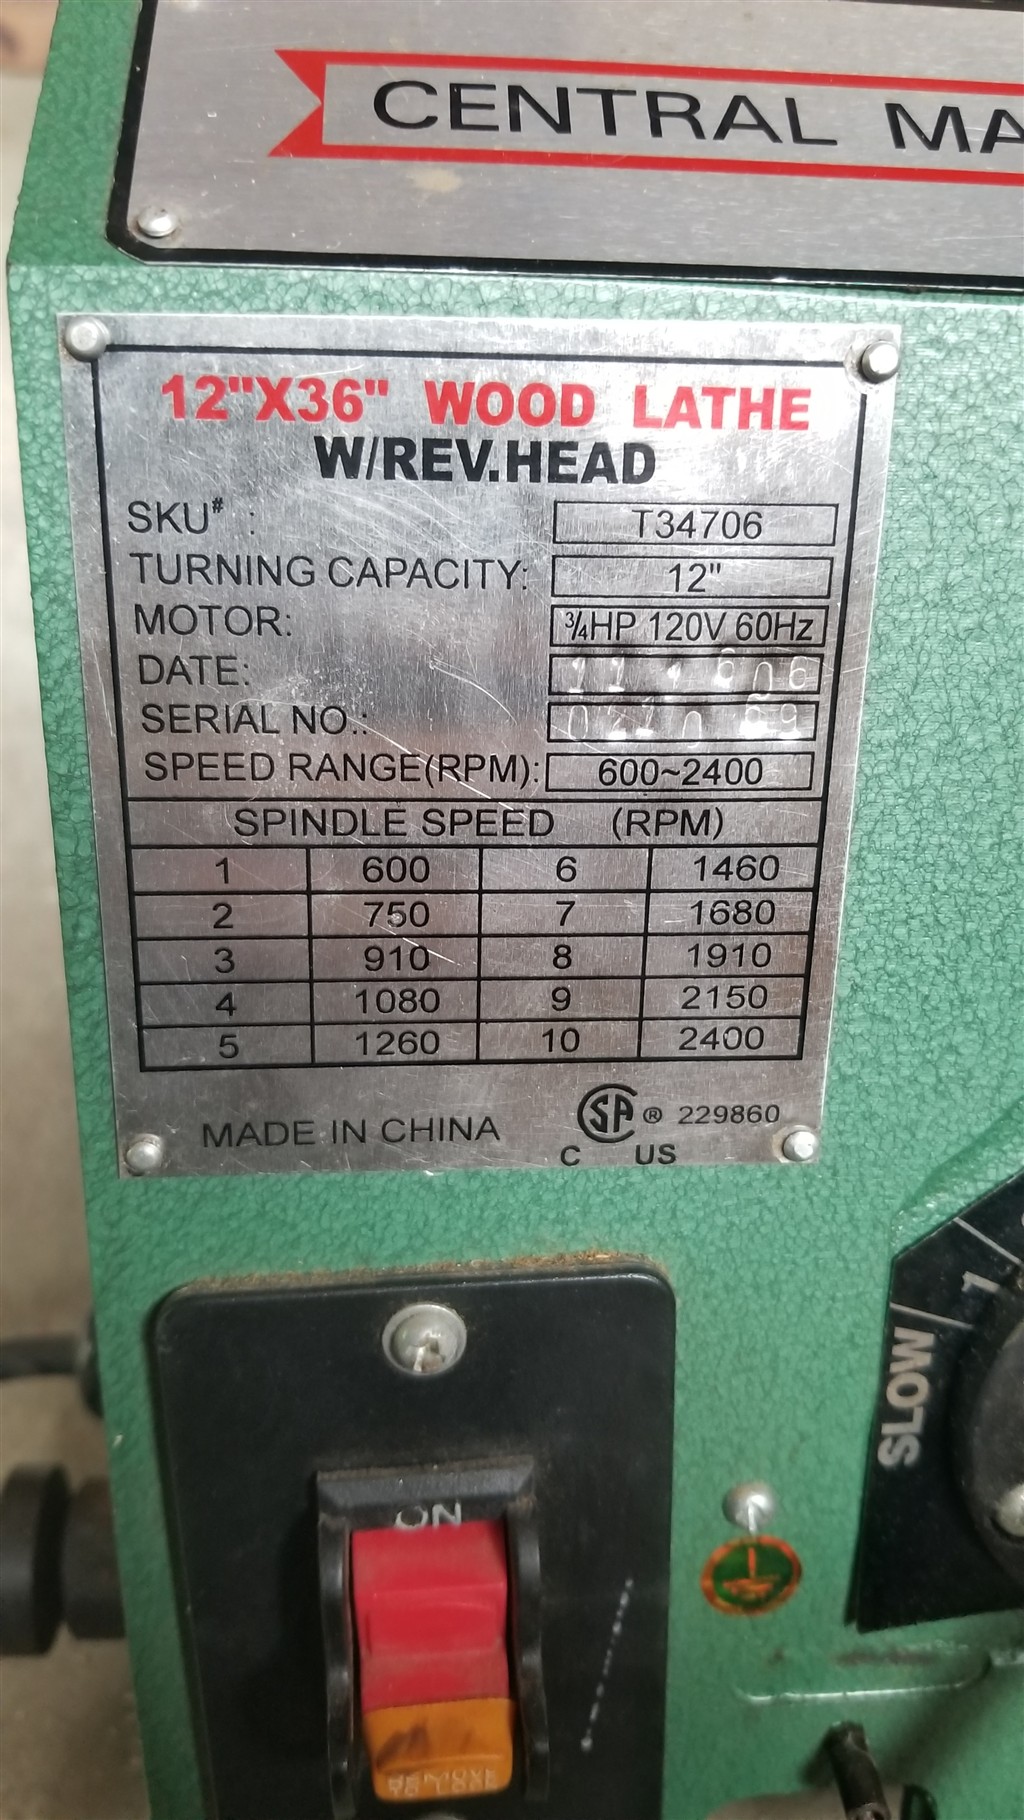 CENTRAL MA
12"X36" WOOD LATHE
W/REV.HEAD
SKU# : T34706
TURNING CAPACITY: 12"
MOTOR: ¾HP 120V 60Hz
DATE:
SERIAL NO.:
SPEED RANGE(RPM): 600~2400
SPINDLE SPEED (RPM)
1 600 6 1460
2 750 7 1680
3 910 8 1910
4 1080 9 2150
5 1260 10 2400
MADE IN CHINA
SA ® 229860
C US
SLOW 1
ON